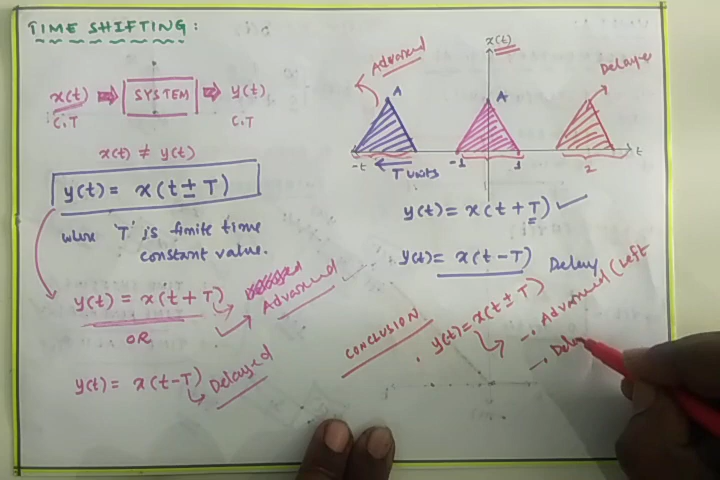 TIME SHIFTING:
x(t) ⇒ SYSTEM ⇒ y(t)
C.T C.T
x(t) ≠ y(t)
y(t) = x(t ± T)
where 'T' is finite time
constant value.
y(t) = x(t+T)
Advanced
OR
y(t) = x(t-T)
Delayed
x(t)
Advanced
Delayed
A
A
-t
-1
1
2
t
T units
y(t) = x(t+T) ✓
y(t) = x(t-T) Delay
CONCLUSION
. y(t) = x(t ± T)
-. Advanced (Left
-. Dela